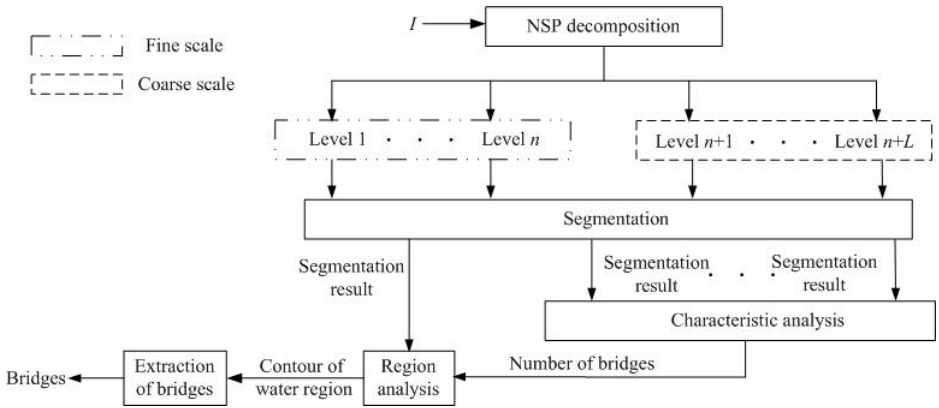 I
NSP decomposition
Fine scale
Coarse scale
Level 1 · · · Level n
Level n+1 · · · Level n+L
Segmentation
Segmentation
result
Segmentation
result
· · ·
Segmentation
result
Characteristic analysis
Bridges
Extraction
of bridges
Contour of
water region
Region
analysis
Number of bridges